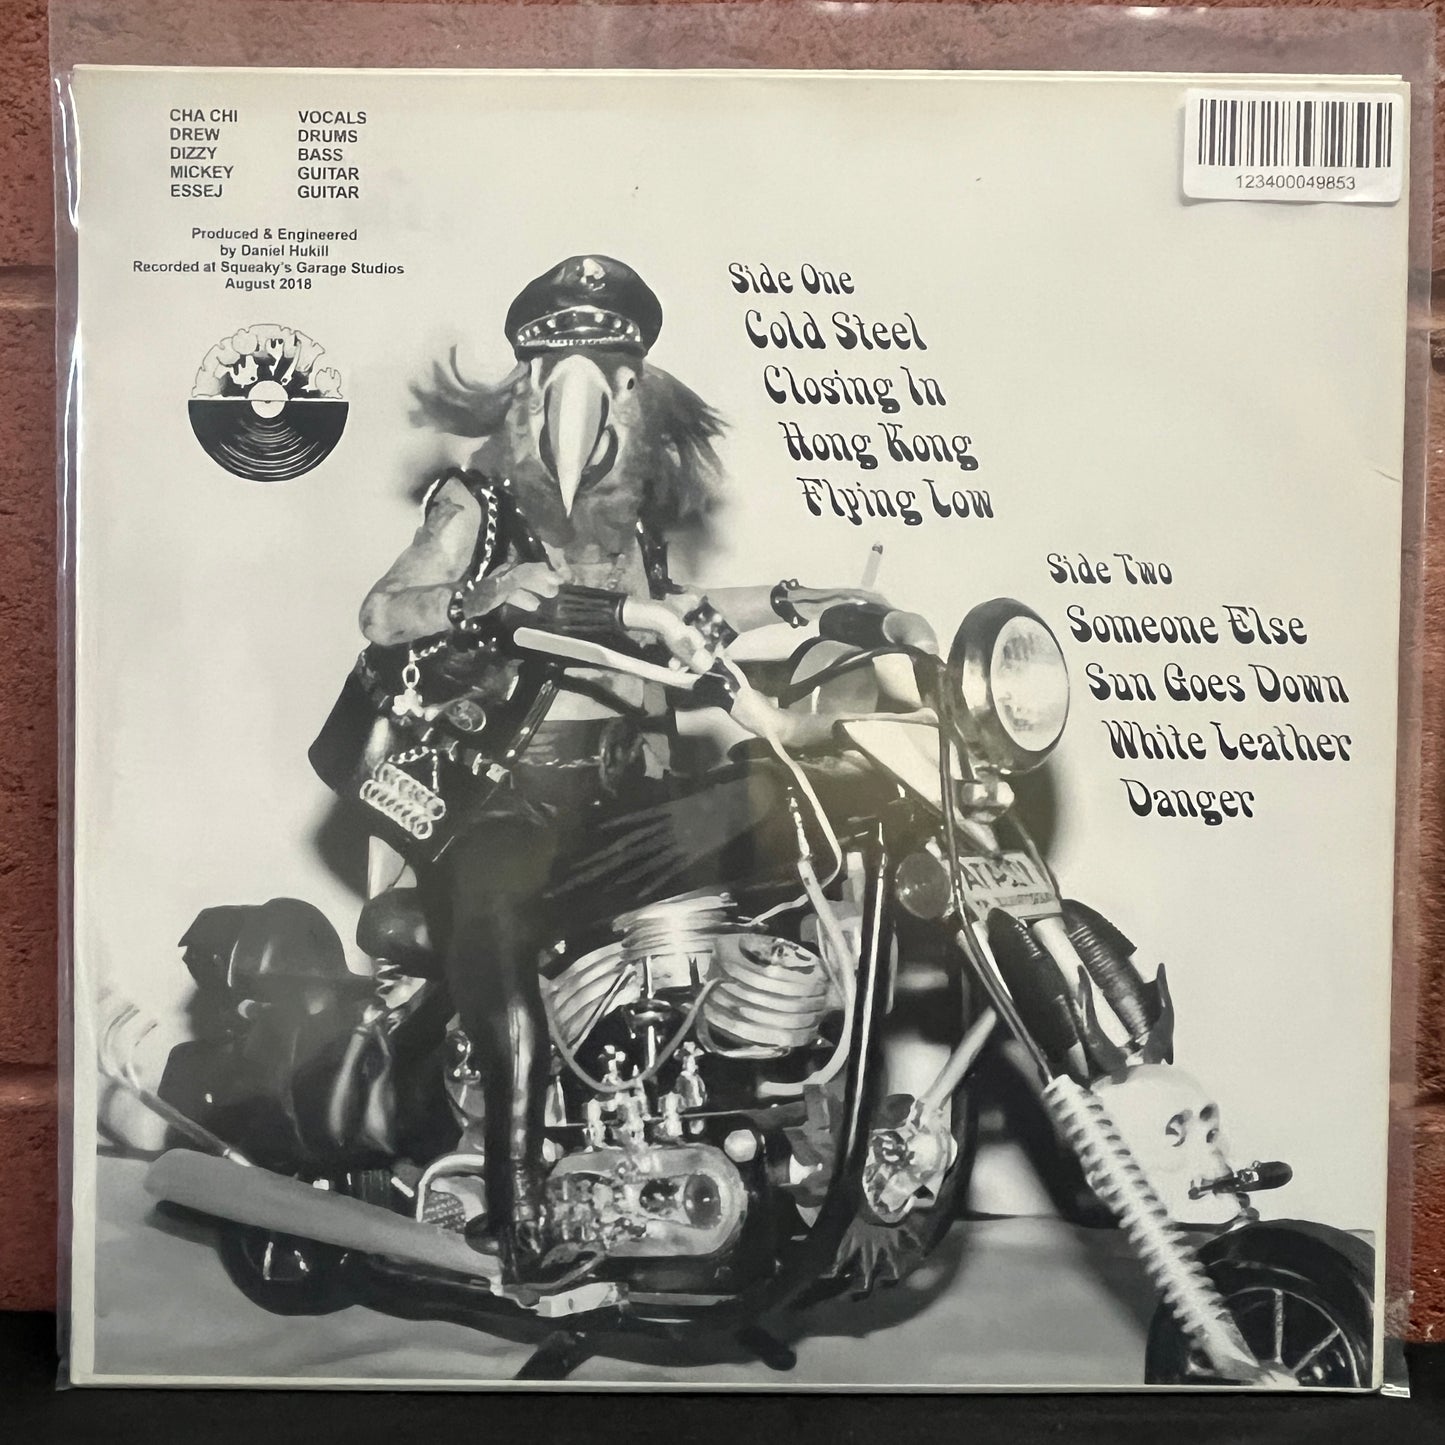 CHA CHI VOCALS
DREW DRUMS
DIZZY BASS
MICKEY GUITAR
ESSEJ GUITAR
Produced & Engineered
by Daniel Hukill
Recorded at Squeaky's Garage Studios
August 2018
123400049853
Side One
Cold Steel
Closing In
Hong Kong
Flying Low
Side Two
Someone Else
Sun Goes Down
White Leather
Danger